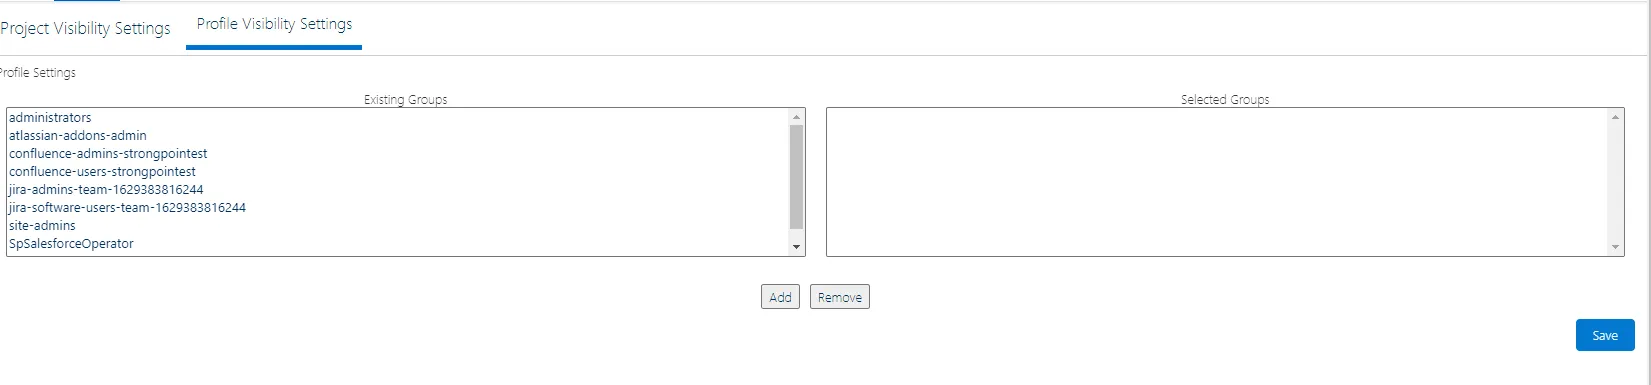 Project Visibility Settings
Profile Visibility Settings
Profile Settings
Existing Groups
Selected Groups
administrators
atlassian-addons-admin
confluence-admins-strongpointest
confluence-users-strongpointest
jira-admins-team-1629383816244
jira-software-users-team-1629383816244
site-admins
SpSalesforceOperator
Add
Remove
Save